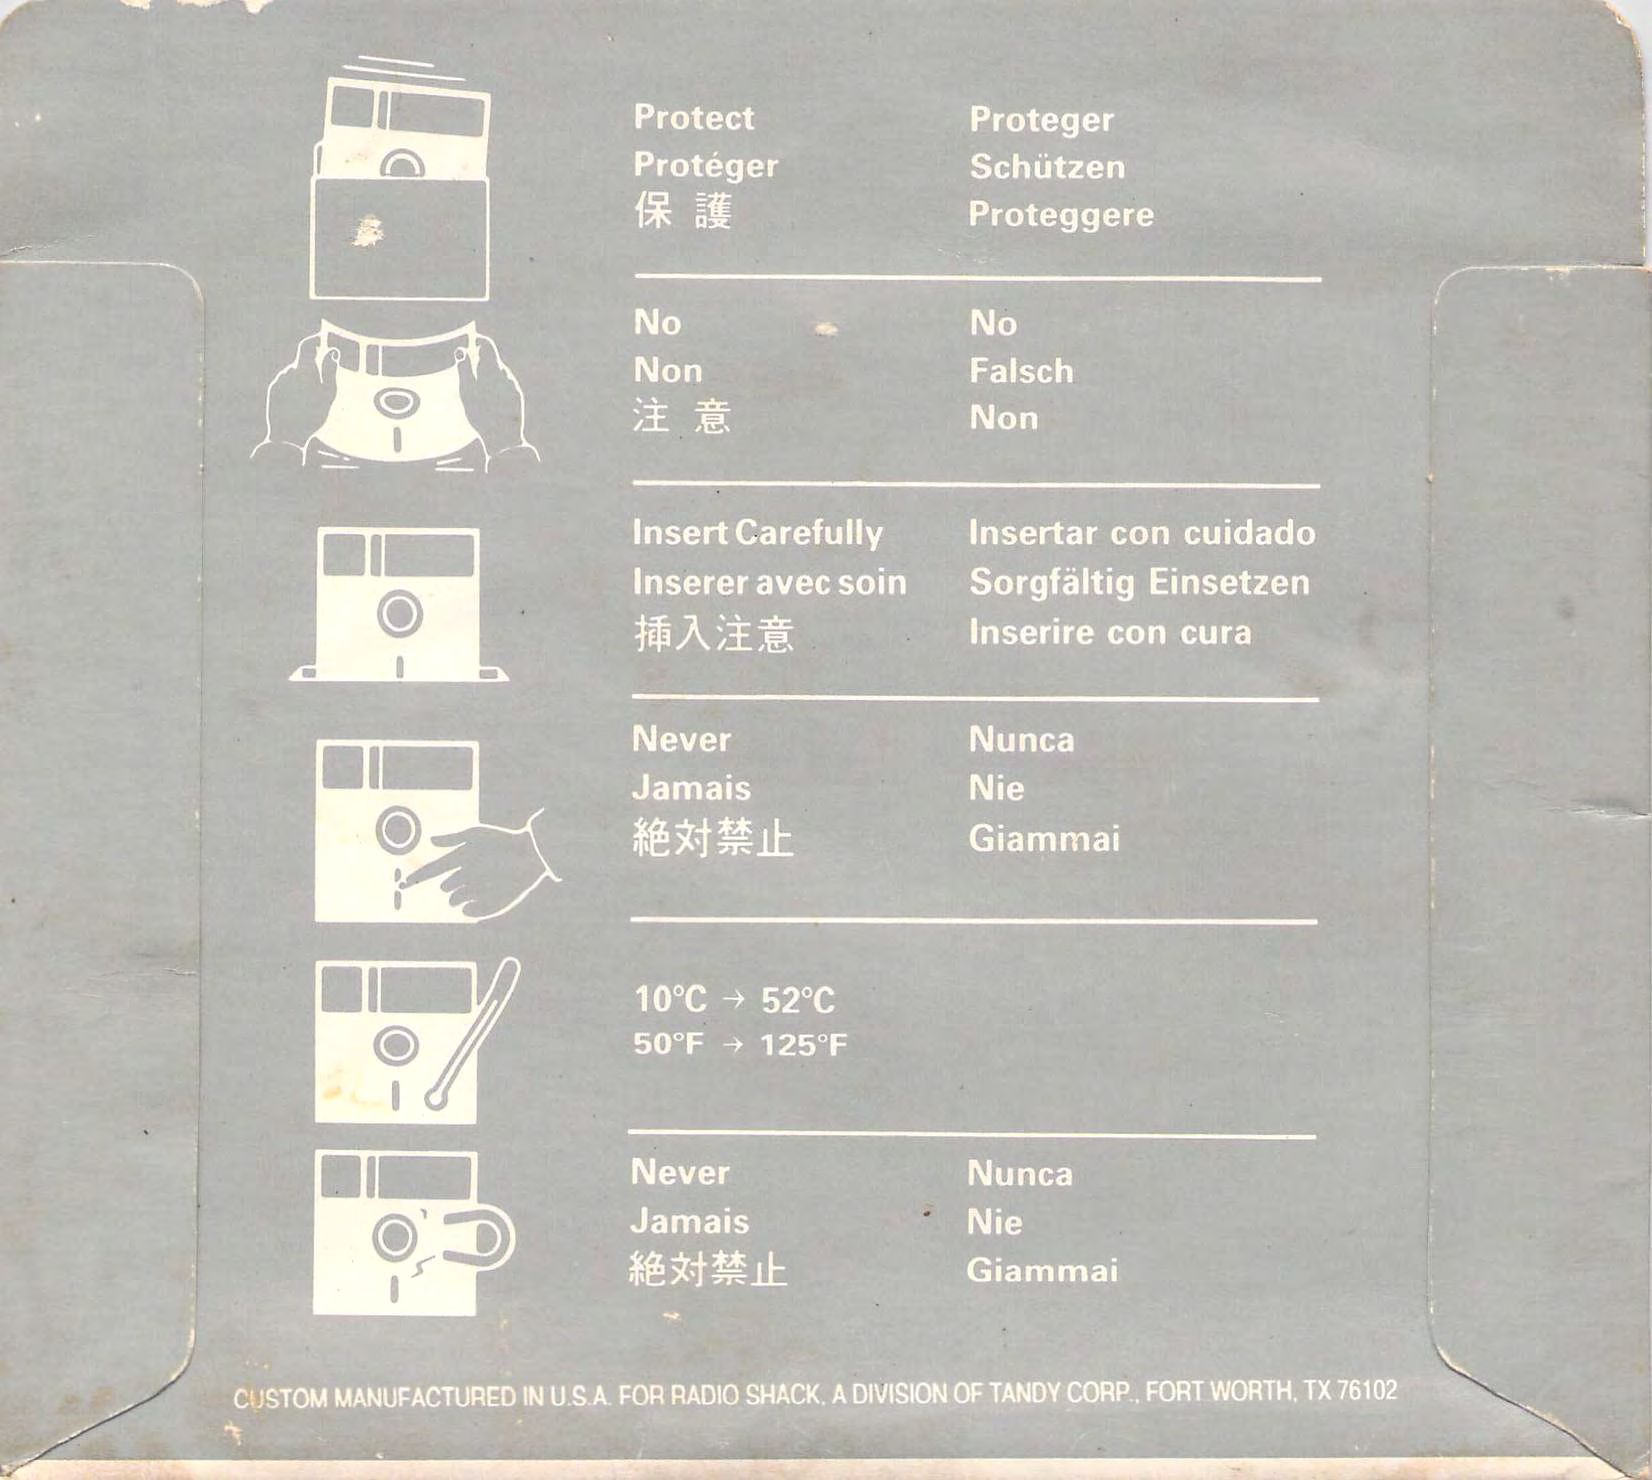 Protect
Protéger
保 護
Proteger
Schützen
Proteggere
No
Non
注 意
No
Falsch
Non
Insert Carefully
Inserer avec soin
挿入注意
Insertar con cuidado
Sorgfältig Einsetzen
Inserire con cura
Never
Jamais
絶対禁止
Nunca
Nie
Giammai
10°C → 52°C
50°F → 125°F
Never
Jamais
絶対禁止
Nunca
Nie
Giammai
CUSTOM MANUFACTURED IN U.S.A. FOR RADIO SHACK, A DIVISION OF TANDY CORP., FORT WORTH, TX 76102